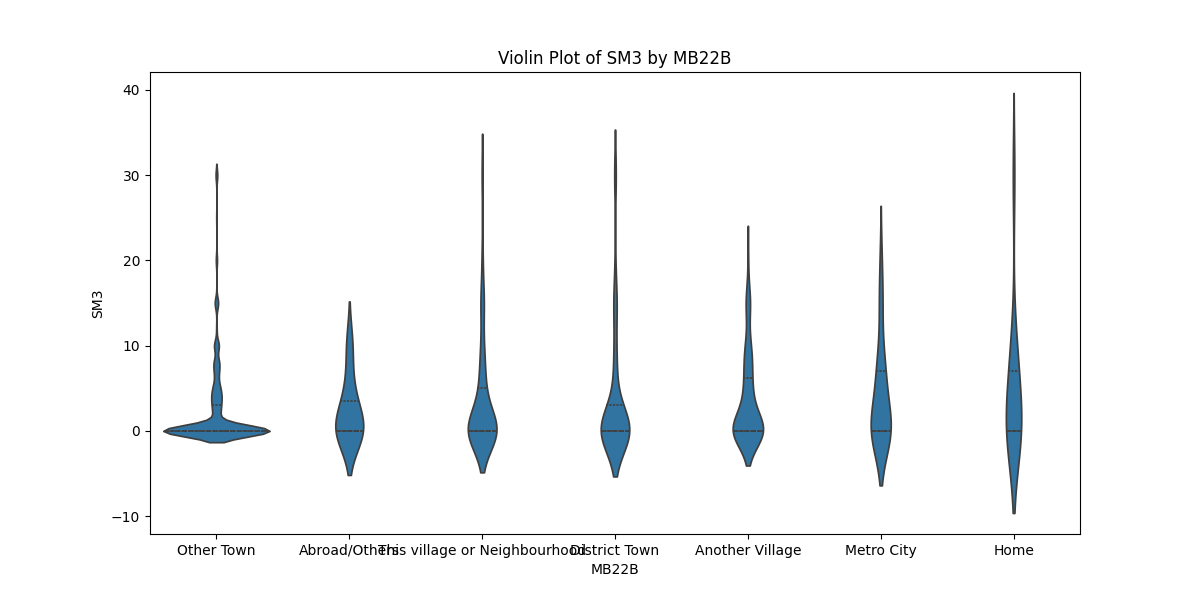 Violin Plot of SM3 by MB22B
40
30
20
10
0
−10
SM3
Other Town
Abroad/Others
This village or Neighbourhood
District Town
Another Village
Metro City
Home
MB22B